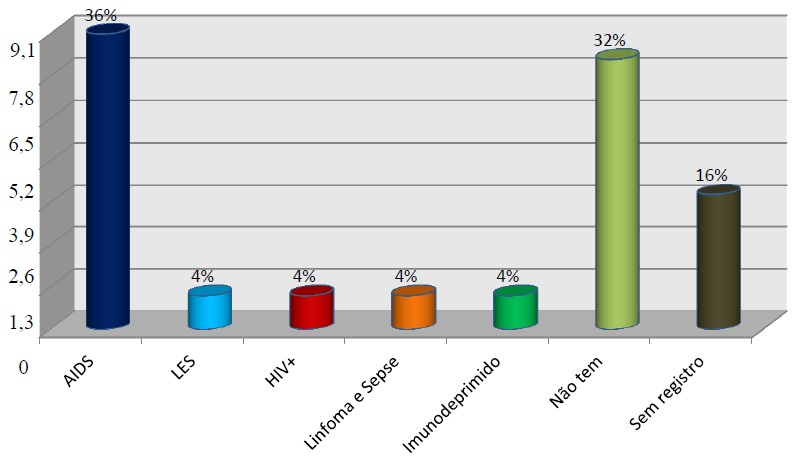 36%
4%
4%
4%
4%
32%
16%
9,1
7,8
6,5
5,2
3,9
2,6
1,3
0
AIDS
LES
HIV+
Linfoma e Sepse
Imunodeprimido
Não tem
Sem registro